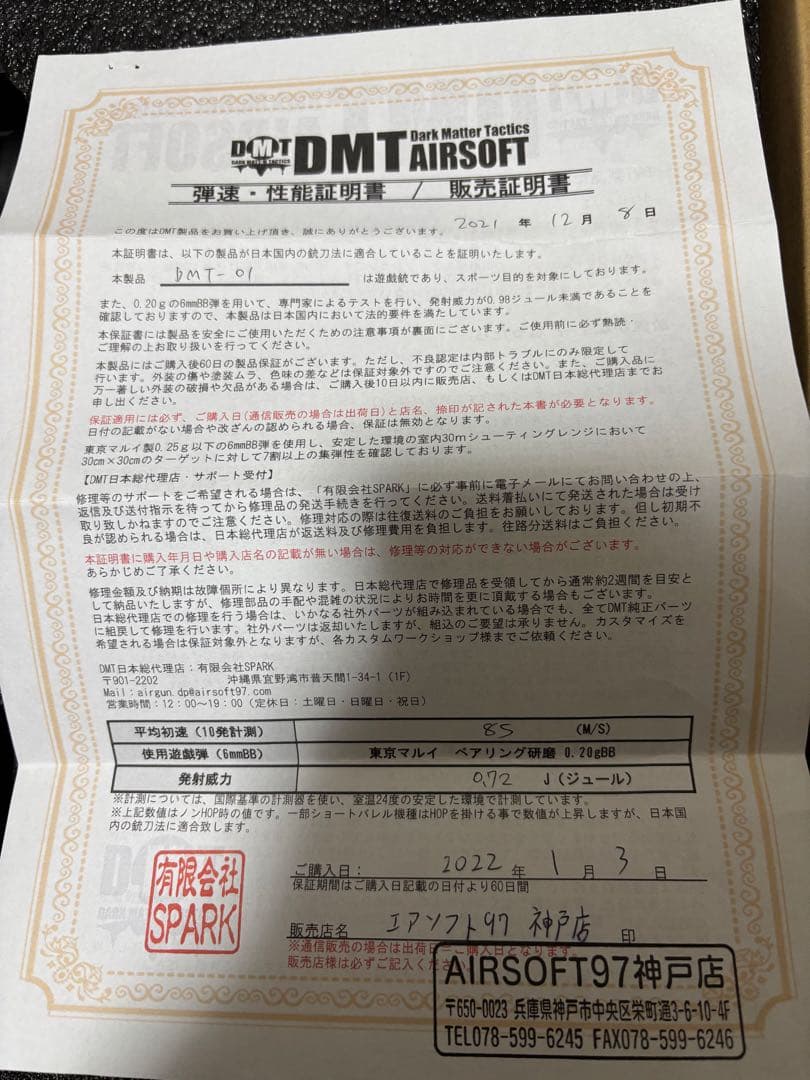 DMT
DARK MATTER TACTICS
DMT Dark Matter Tactics
AIRSOFT
弾速・性能証明書 / 販売証明書
この度はDMT製品をお買い上げ頂き、誠にありがとうございます。 2021 年 12 月 8 日
本証明書は、以下の製品が日本国内の銃刀法に適合していることを証明いたします。
本製品 DMT-01 は遊戯銃であり、スポーツ目的を対象にしております。
また、0.20gの6mmBB弾を用いて、専門家によるテストを行い、発射威力が0.98ジュール未満であることを
確認しておりますので、本製品は日本国内において法的要件を満たしています。
本保証書には製品を安全にご使用いただくための注意事項が裏面にございます。ご使用前に必ず熟読・
ご理解の上お取り扱いを行ってください。
本製品にはご購入後60日の製品保証がございます。ただし、不良認定は内部トラブルにのみ限定して
行います。外装の傷や塗装ムラ、色味の差などは保証対象外ですのでご注意ください。また、ご購入品に
万一著しい外装の破損や欠品がある場合は、ご購入後10日以内に販売店、もしくはDMT日本総代理店までお
申し出ください。
保証適用には必ず、ご購入日(通信販売の場合は出荷日)と店名、捺印が記された本書が必要となります。
日付の記載がない場合や改ざんの認められる場合、保証は無効となります。
東京マルイ製0.25g以下の6mmBB弾を使用し、安定した環境の室内30mシューティングレンジにおいて
30cm×30cmのターゲットに対して7割以上の集弾性を確認しております。
【DMT日本総代理店・サポート受付】
修理等のサポートをご希望される場合は、「有限会社SPARK」に必ず事前に電子メールにてお問い合わせの上、
返信及び送付指示を待ってから修理品の発送手続きを行ってください。送料着払いにて発送された場合は受け
取り致しかねますのでご注意ください。修理対応の際は往復送料のご負担をお願いしております。但し初期不
良が認められる場合は、日本総代理店が返送料及び修理費用を負担します。往路分送料はご負担ください。
本証明書に購入年月日や購入店名の記載が無い場合は、修理等の対応ができない場合がございます。
あらかじめご了承ください。
修理金額及び納期は故障個所により異なります。日本総代理店で修理品を受領してから通常約2週間を目安と
して納品いたしますが、修理部品の手配や混雑の状況によりお時間を更に頂戴する場合もございます。
日本総代理店での修理を行う場合は、いかなる社外パーツが組み込まれている場合でも、全てDMT純正パーツ
に組戻して修理を行います。社外パーツは返却いたしますが、組込のご要望は承りません。カスタマイズを
希望される場合は保証対象外となりますが、各カスタムワークショップ様までご依頼ください。
DMT日本総代理店:有限会社SPARK
〒901-2202 沖縄県宜野湾市普天間1-34-1 (1F)
Mail:airgun.dp@airsoft97.com
営業時間:12:00~19:00 (定休日:土曜日・日曜日・祝日)
平均初速 (10発計測) 85 (M/S)
使用遊戯弾 (6mmBB) 東京マルイ ベアリング研磨 0.20gBB
発射威力 0.72 J (ジュール)
※計測については、国際基準の計測器を使い、室温24度の安定した環境で計測しています。
※上記数値はノンHOP時の値です。一部ショートバレル機種はHOPを掛ける事で数値が上昇しますが、日本国
内の銃刀法に適合致します。
有限会社
SPARK
ご購入日: 2022 年 1 月 3 日
保証期間はご購入日記載の日付より60日間
販売店名 エアソフト97 神戸店 印
※通信販売の場合は出荷日=ご購入日となります。
販売店様は必ずご記入くださ
AIRSOFT97神戸店
〒650-0023 兵庫県神戸市中央区栄町通3-6-10-4F
TEL078-599-6245 FAX078-599-6246